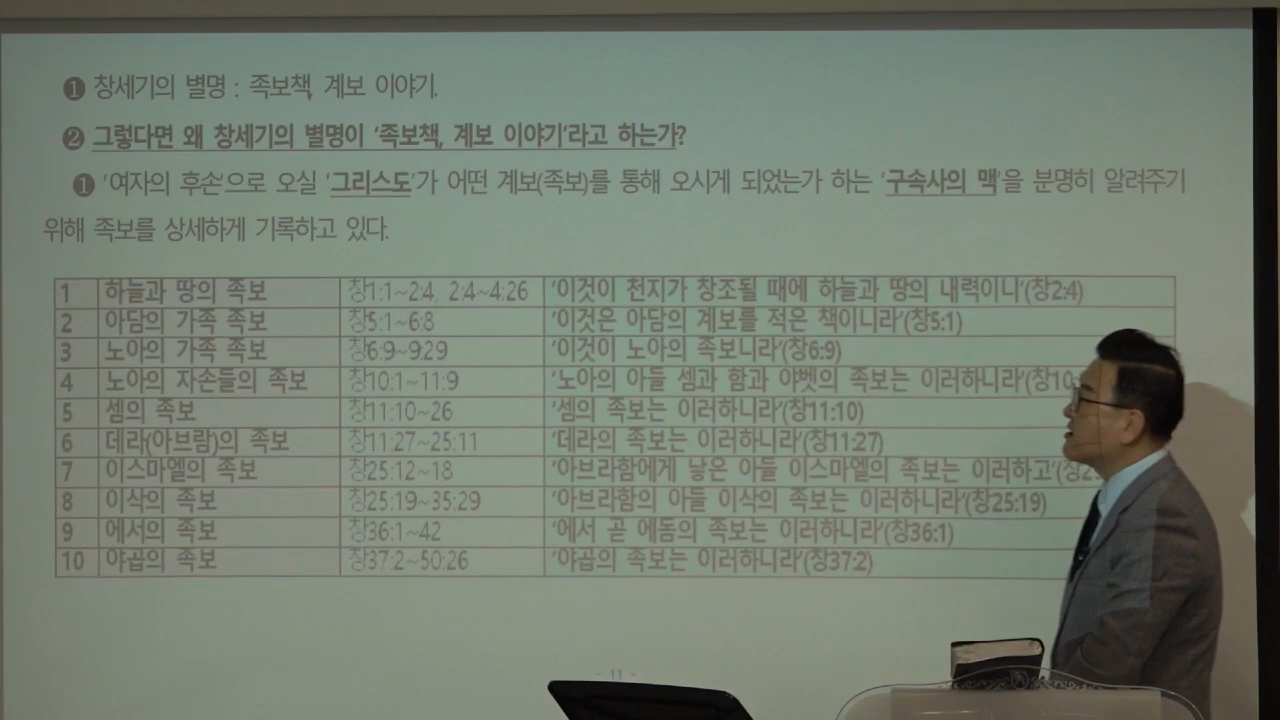 ❶ 창세기의 별명 : 족보책, 계보 이야기.
❷ 그렇다면 왜 창세기의 별명이 '족보책, 계보 이야기'라고 하는가?
❶ '여자의 후손'으로 오실 '그리스도'가 어떤 계보(족보)를 통해 오시게 되었는가 하는 '구속사의 맥'을 분명히 알려주기
위해 족보를 상세하게 기록하고 있다.
1 하늘과 땅의 족보 창1:1~2:4, 2:4~4:26 '이것이 천지가 창조될 때에 하늘과 땅의 내력이니'(창2:4)
2 아담의 가족 족보 창5:1~6:8 '이것은 아담의 계보를 적은 책이니라'(창5:1)
3 노아의 가족 족보 창6:9~9:29 '이것이 노아의 족보니라'(창6:9)
4 노아의 자손들의 족보 창10:1~11:9 '노아의 아들 셈과 함과 야벳의 족보는 이러하니라'(창10:
5 셈의 족보 창11:10~26 '셈의 족보는 이러하니라'(창11:10)
6 데라(아브람)의 족보 창11:27~25:11 '데라의 족보는 이러하니라'(창11:27)
7 이스마엘의 족보 창25:12~18 '아브라함에게 낳은 아들 이스마엘의 족보는 이러하고'(창2
8 이삭의 족보 창25:19~35:29 '아브라함의 아들 이삭의 족보는 이러하니라'(창25:19)
9 에서의 족보 창36:1~42 '에서 곧 에돔의 족보는 이러하니라'(창36:1)
10 야곱의 족보 창37:2~50:26 '야곱의 족보는 이러하니라'(창37:2)
- 11 -